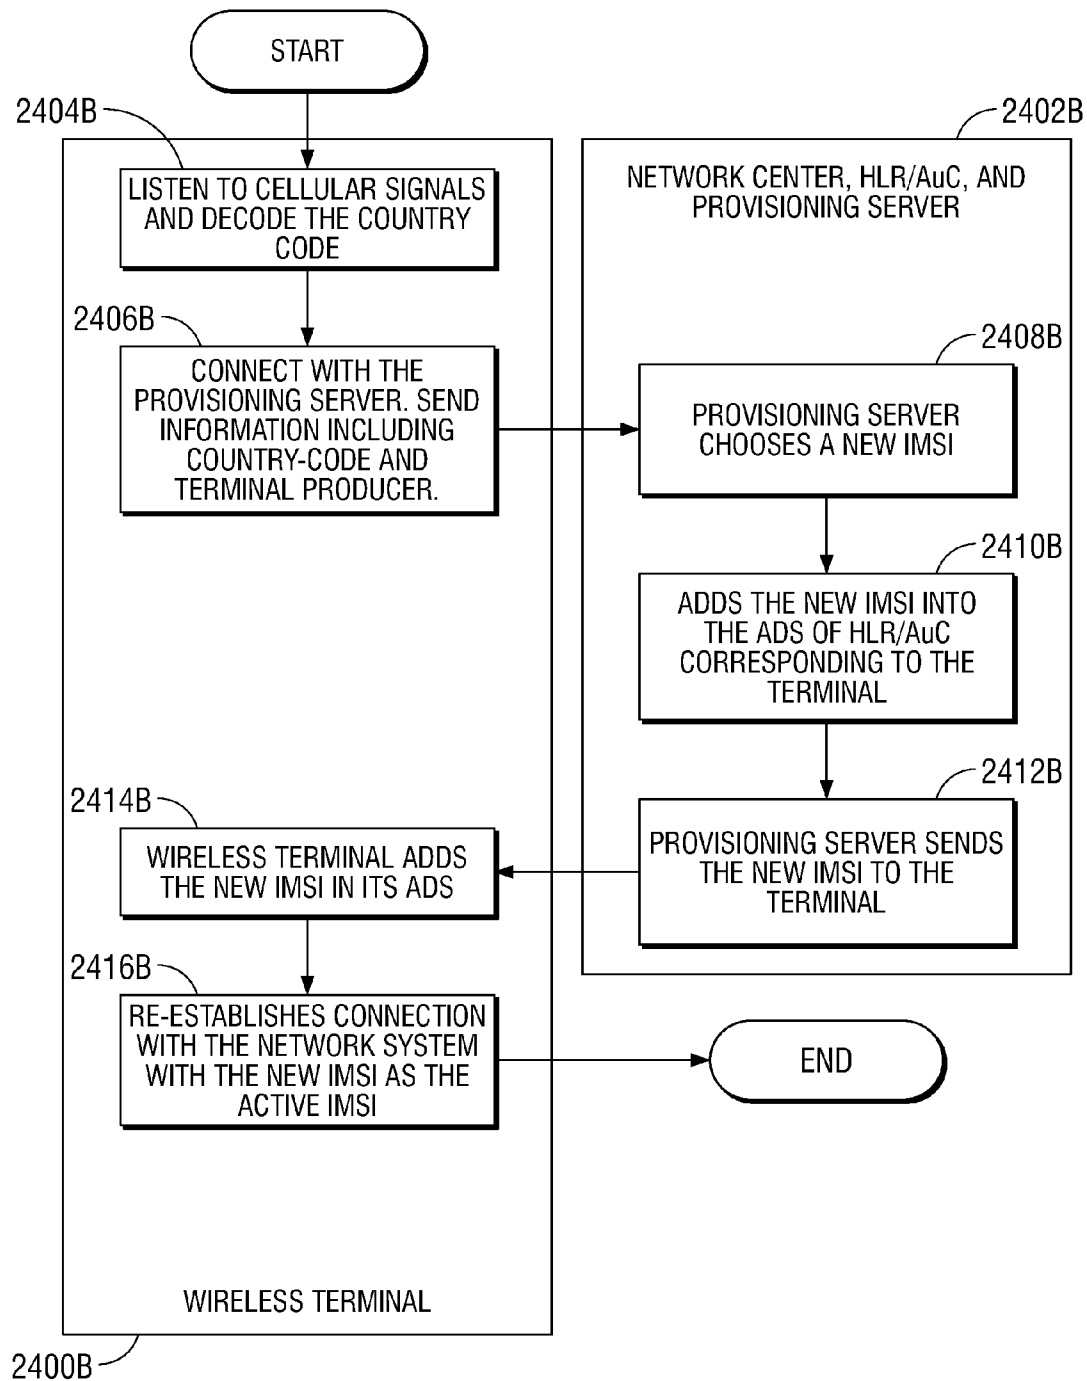 START
2404B
2402B
LISTEN TO CELLULAR SIGNALS
AND DECODE THE COUNTRY
CODE
NETWORK CENTER, HLR/AuC, AND
PROVISIONING SERVER
2406B
CONNECT WITH THE
PROVISIONING SERVER. SEND
INFORMATION INCLUDING
COUNTRY-CODE AND
TERMINAL PRODUCER.
2408B
PROVISIONING SERVER
CHOOSES A NEW IMSI
2410B
ADDS THE NEW IMSI INTO
THE ADS OF HLR/AuC
CORRESPONDING TO THE
TERMINAL
2412B
PROVISIONING SERVER SENDS
THE NEW IMSI TO THE
TERMINAL
2414B
WIRELESS TERMINAL ADDS
THE NEW IMSI IN ITS ADS
2416B
RE-ESTABLISHES CONNECTION
WITH THE NETWORK SYSTEM
WITH THE NEW IMSI AS THE
ACTIVE IMSI
END
WIRELESS TERMINAL
2400B